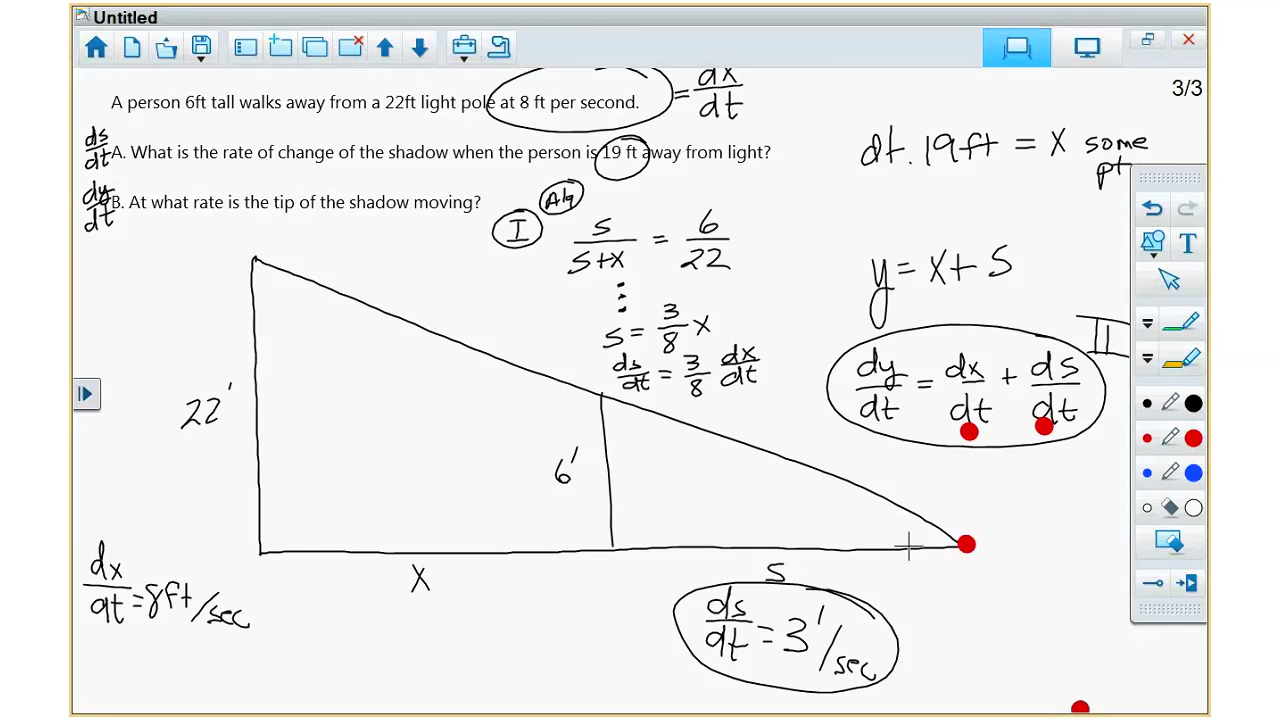 Untitled
3/3
A person 6ft tall walks away from a 22ft light pole at 8 ft per second.
= dx/dt
ds/dt
A. What is the rate of change of the shadow when the person is 19 ft away from light?
dt. 19ft = x some pt
dy/dt
B. At what rate is the tip of the shadow moving?
I
Alg
s/(s+x) = 6/22
⋮
s = 3/8 x
ds/dt = 3/8 dx/dt
y = x + s
II
dy/dt = dx/dt + ds/dt
22'
6'
x
s
dx/dt = 8ft/sec
ds/dt = 3'/sec
T